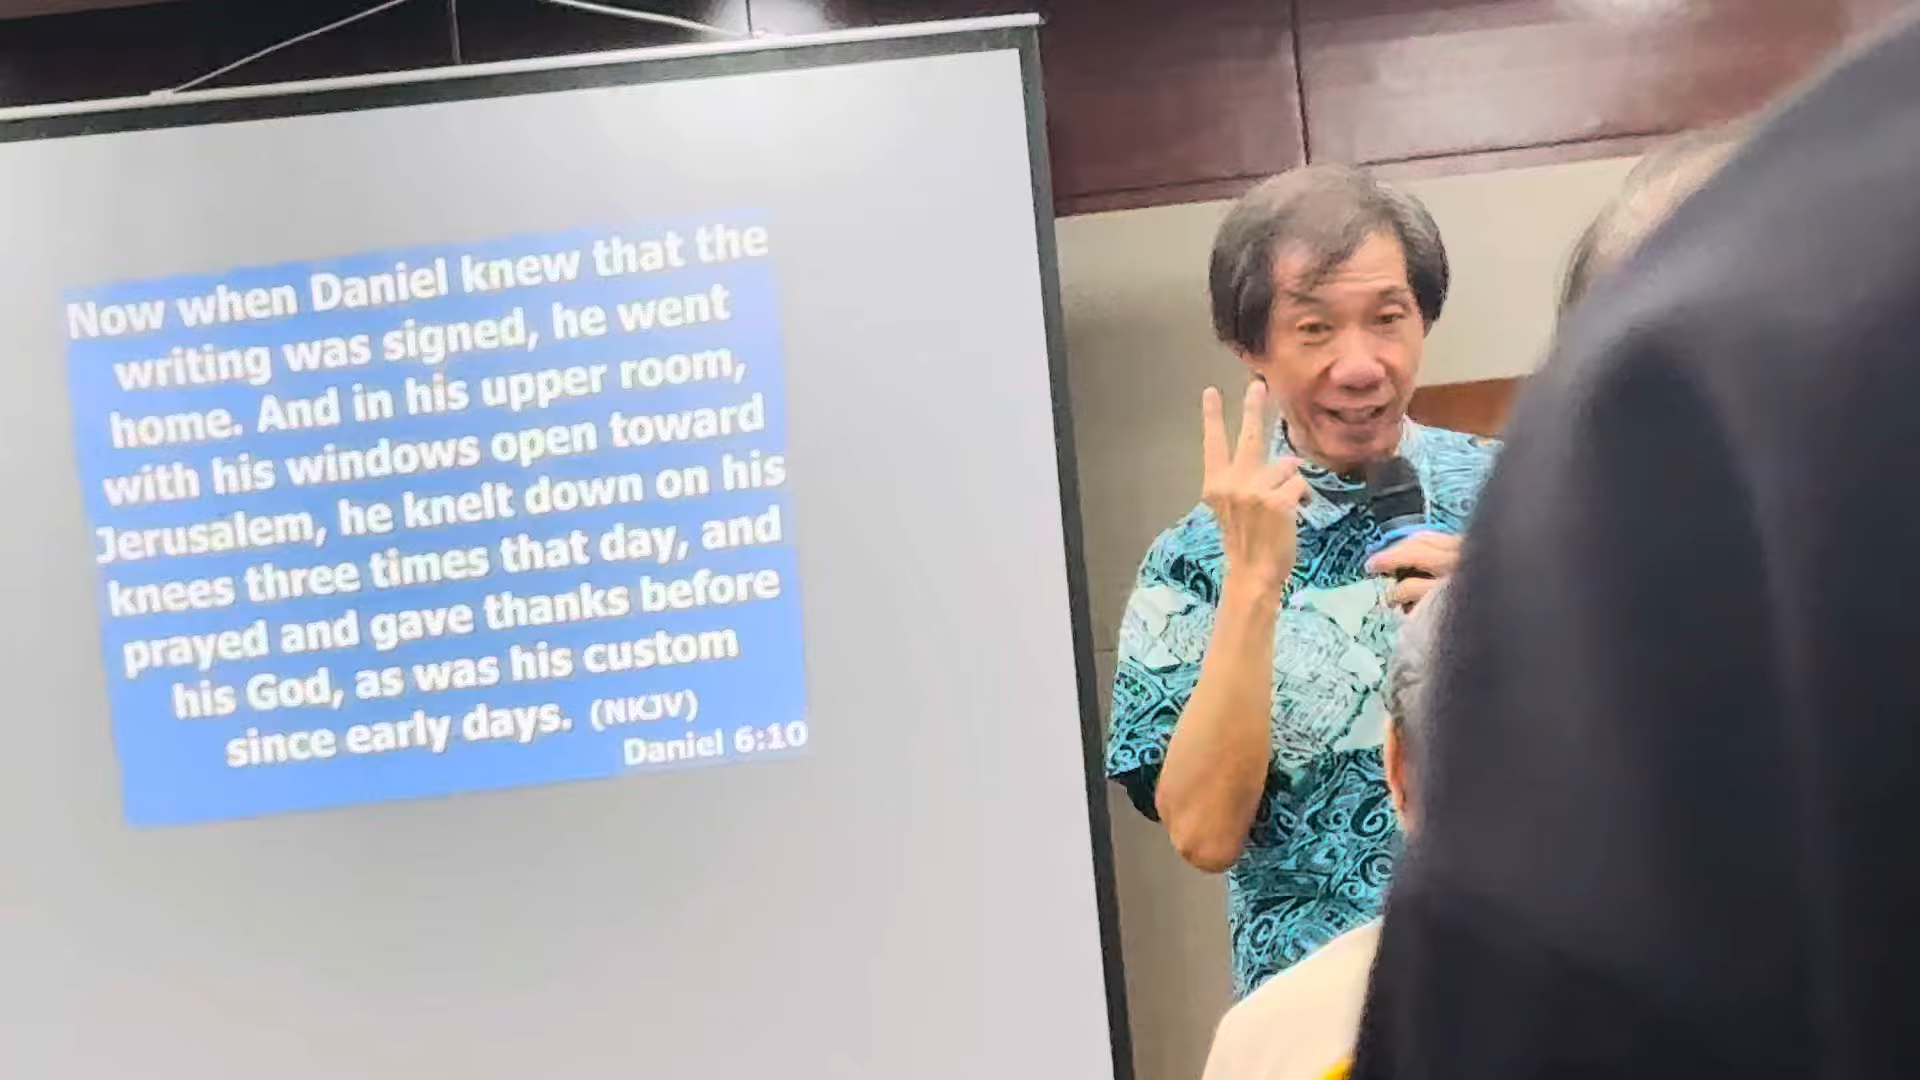 Now when Daniel knew that the
writing was signed, he went
home. And in his upper room,
with his windows open toward
Jerusalem, he knelt down on his
knees three times that day, and
prayed and gave thanks before
his God, as was his custom
since early days. (NKJV)
Daniel 6:10